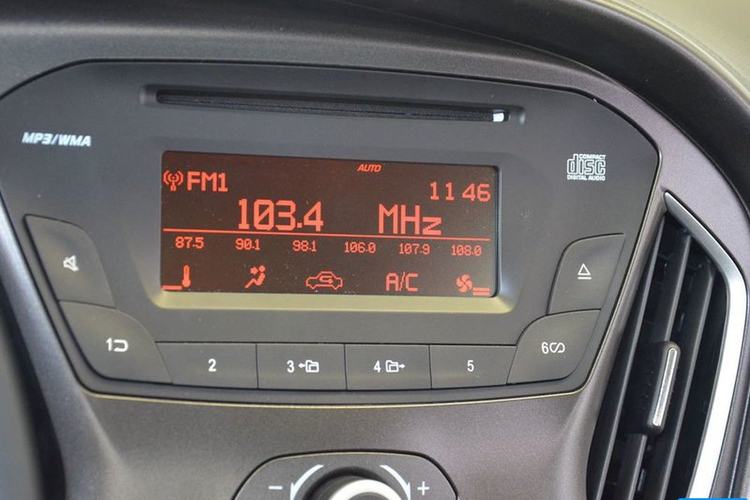 MP3/WMA
COMPACT
disc
DIGITAL AUDIO
AUTO
FM1
11 46
103.4 MHz
87.5 90.1 98.1 106.0 107.9 108.0
A/C
1 2 3 4 5 6
− +